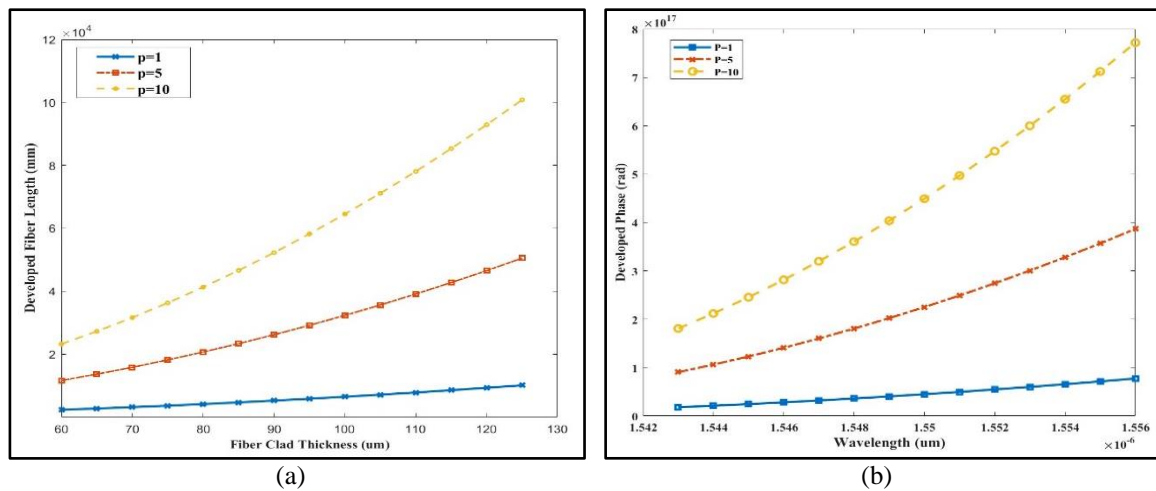 ×10⁴
12
10
8
6
4
2
p=1
p=5
p=10
Developed Fiber Length (mm)
60 70 80 90 100 110 120 130
Fiber Clad Thickness (um)
(a)
×10¹⁷
8
7
6
5
4
3
2
1
0
P=1
P=5
P=10
Developed Phase (rad)
1.542 1.544 1.546 1.548 1.55 1.552 1.554 1.556
Wavelength (um)
×10⁻⁶
(b)